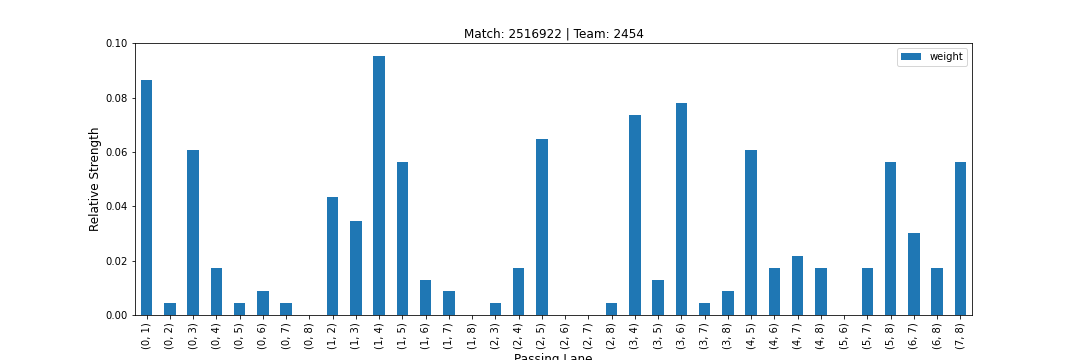 Match: 2516922 | Team: 2454
weight
Relative Strength
0.10
0.08
0.06
0.04
0.02
0.00
(0, 1) (0, 2) (0, 3) (0, 4) (0, 5) (0, 6) (0, 7) (0, 8) (1, 2) (1, 3) (1, 4) (1, 5) (1, 6) (1, 7) (1, 8) (2, 3) (2, 4) (2, 5) (2, 6) (2, 7) (2, 8) (3, 4) (3, 5) (3, 6) (3, 7) (3, 8) (4, 5) (4, 6) (4, 7) (4, 8) (5, 6) (5, 7) (5, 8) (6, 7) (6, 8) (7, 8)
Passing Lane